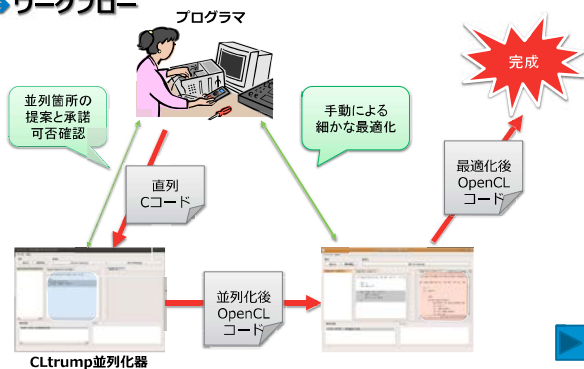 ワークフロー
プログラマ
完成
並列箇所の
提案と承諾
可否確認
手動による
細かな最適化
直列
Cコード
最適化後
OpenCL
コード
並列化後
OpenCL
コード
CLtrump並列化器